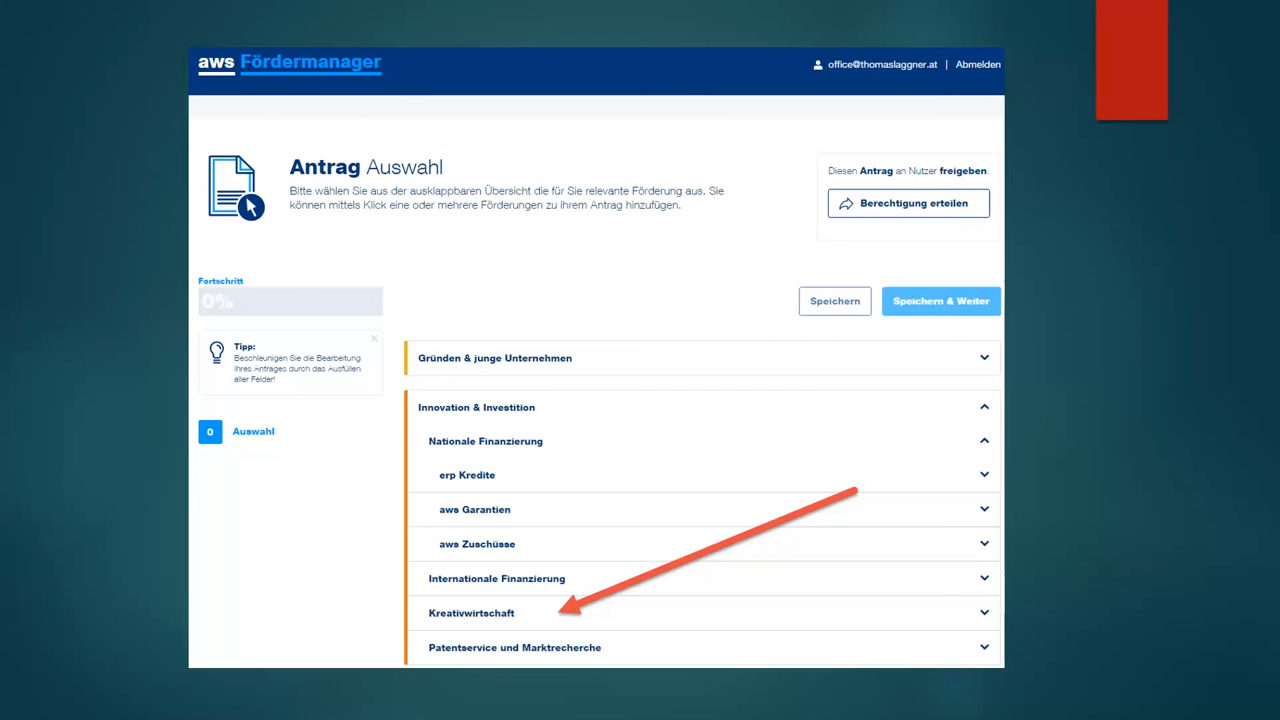 aws Fördermanager
office@thomaslaggner.at | Abmelden
Antrag Auswahl
Bitte wählen Sie aus der ausklappbaren Übersicht die für Sie relevante Förderung aus. Sie
können mittels Klick eine oder mehrere Förderungen zu ihrem Antrag hinzufügen.
Diesen Antrag an Nutzer freigeben.
Berechtigung erteilen
Fortschritt
0%
Speichern
Speichern & Weiter
Tipp:
Beschleunigen Sie die Bearbeitung
Ihres Antrages durch das Ausfüllen
aller Felder!
0 Auswahl
Gründen & junge Unternehmen
Innovation & Investition
Nationale Finanzierung
erp Kredite
aws Garantien
aws Zuschüsse
Internationale Finanzierung
Kreativwirtschaft
Patentservice und Marktrecherche